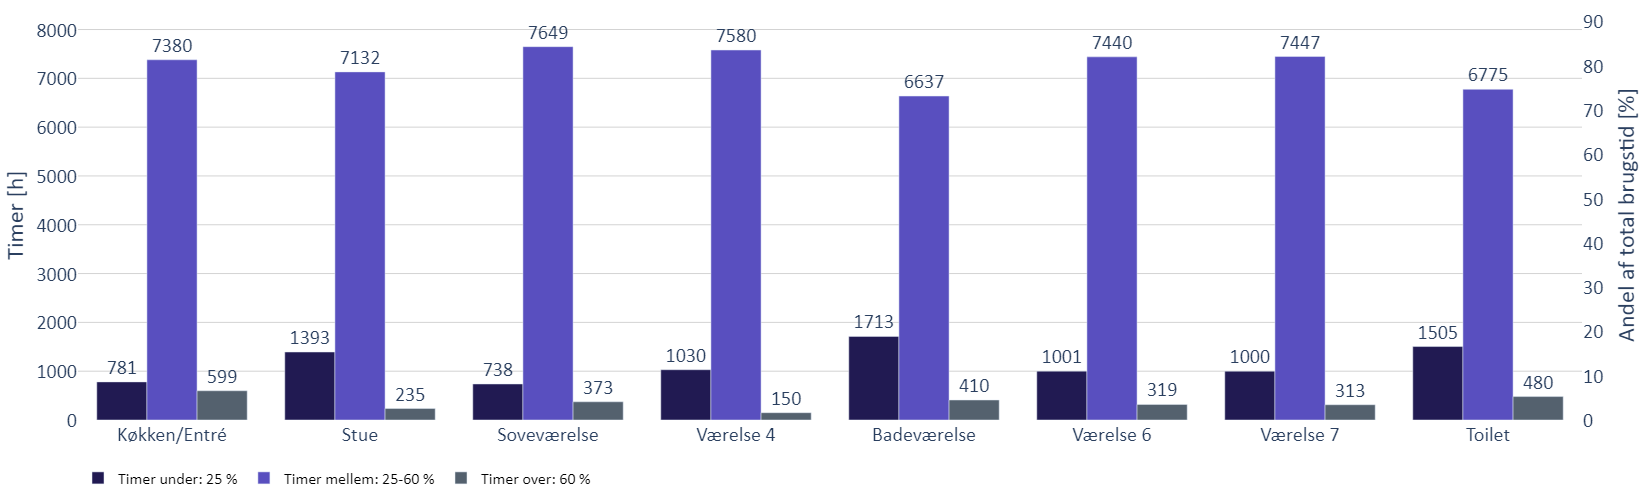 Timer [h]
8000
7000
6000
5000
4000
3000
2000
1000
0
90
80
70
60
50
40
30
20
10
0
Andel af total brugstid [%]
781 7380 599
1393 7132 235
738 7649 373
1030 7580 150
1713 6637 410
1001 7440 319
1000 7447 313
1505 6775 480
Køkken/Entré Stue Soveværelse Værelse 4 Badeværelse Værelse 6 Værelse 7 Toilet
Timer under: 25 % Timer mellem: 25-60 % Timer over: 60 %